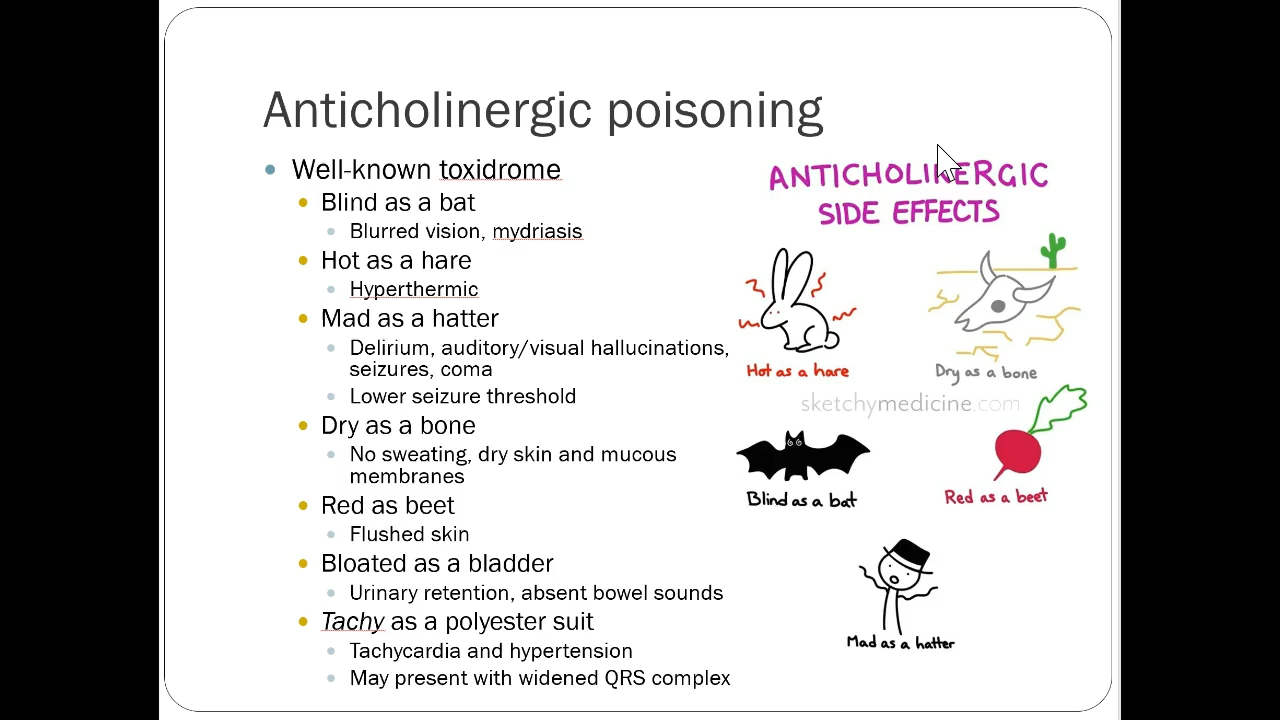 Anticholinergic poisoning
Well-known toxidrome
Blind as a bat
Blurred vision, mydriasis
Hot as a hare
Hyperthermic
Mad as a hatter
Delirium, auditory/visual hallucinations,
seizures, coma
Lower seizure threshold
Dry as a bone
No sweating, dry skin and mucous
membranes
Red as beet
Flushed skin
Bloated as a bladder
Urinary retention, absent bowel sounds
Tachy as a polyester suit
Tachycardia and hypertension
May present with widened QRS complex
ANTICHOLINERGIC
SIDE EFFECTS
Hot as a hare
Dry as a bone
sketchymedicine.com
Blind as a bat
Red as a beet
Mad as a hatter